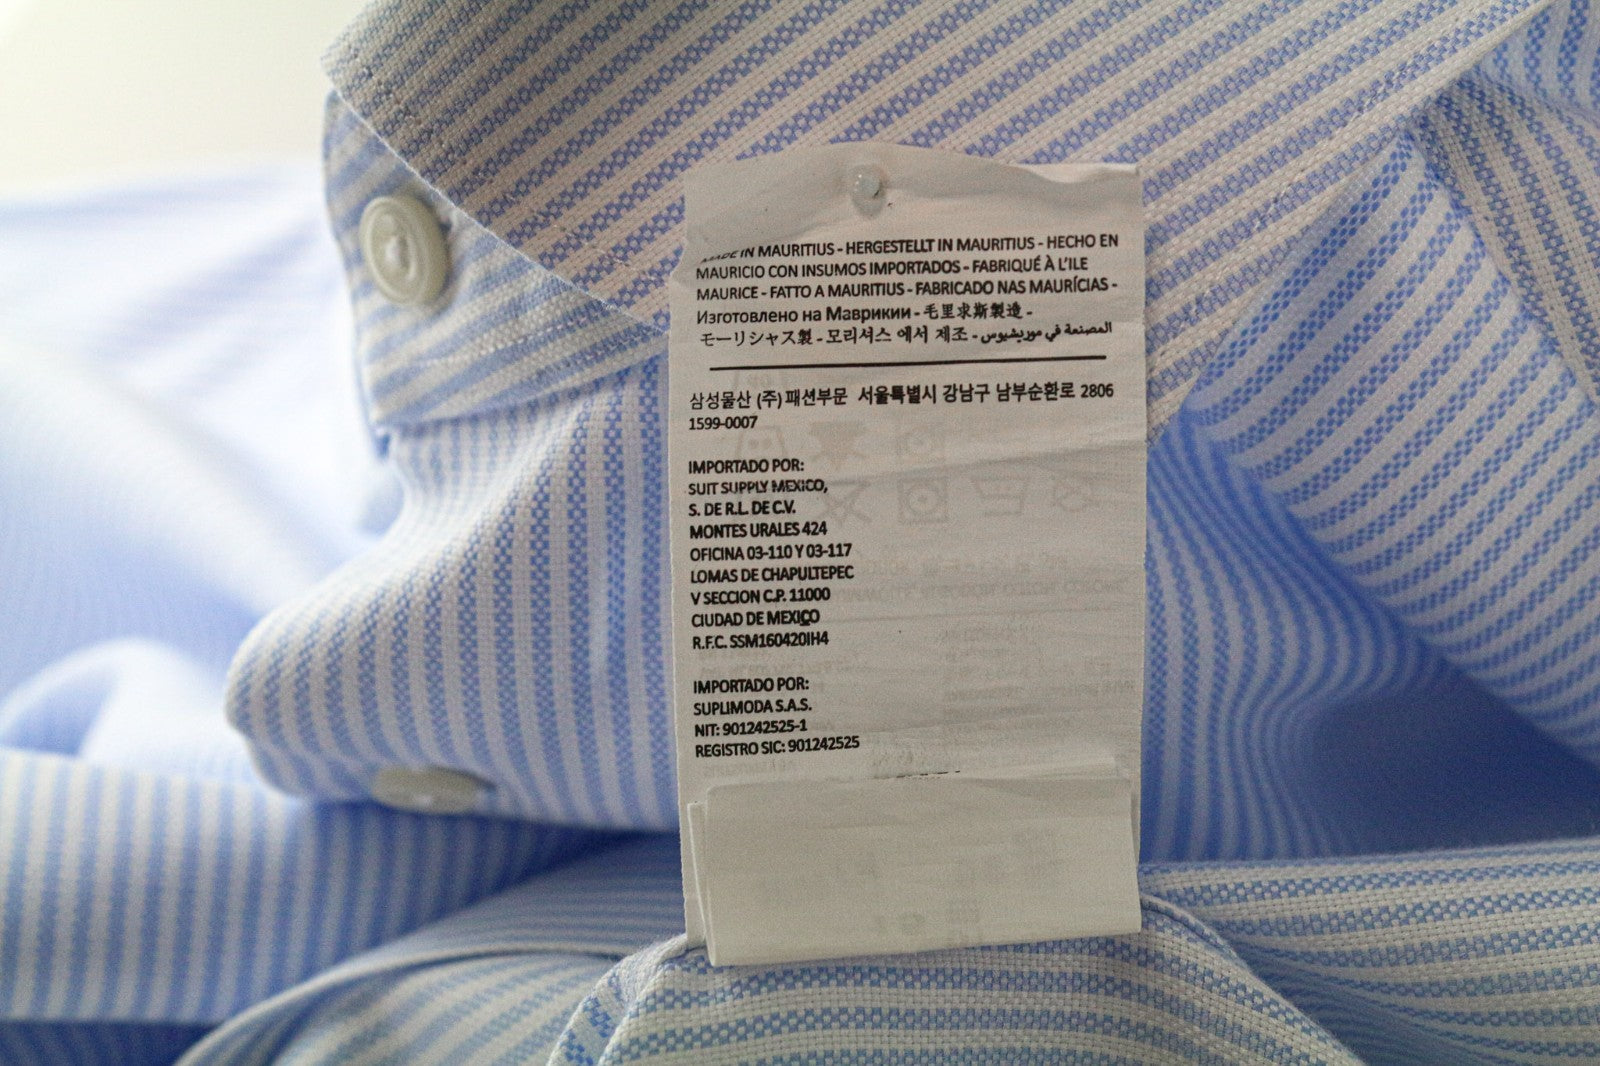 MADE IN MAURITIUS - HERGESTELLT IN MAURITIUS - HECHO EN
MAURICIO CON INSUMOS IMPORTADOS - FABRIQUÉ À L'ILE
MAURICE - FATTO A MAURITIUS - FABRICADO NAS MAURÍCIAS -
Изготовлено на Маврикии - 毛里求斯製造 -
モーリシャス製 - 모리셔스 에서 제조 - المصنعة في موريشيوس
삼성물산 (주) 패션부문 서울특별시 강남구 남부순환로 2806
1599-0007
IMPORTADO POR:
SUIT SUPPLY MEXICO,
S. DE R.L. DE C.V.
MONTES URALES 424
OFICINA 03-110 Y 03-117
LOMAS DE CHAPULTEPEC
V SECCION C.P. 11000
CIUDAD DE MEXICO
R.F.C. SSM160420IH4
IMPORTADO POR:
SUPLIMODA S.A.S.
NIT: 901242525-1
REGISTRO SIC: 901242525